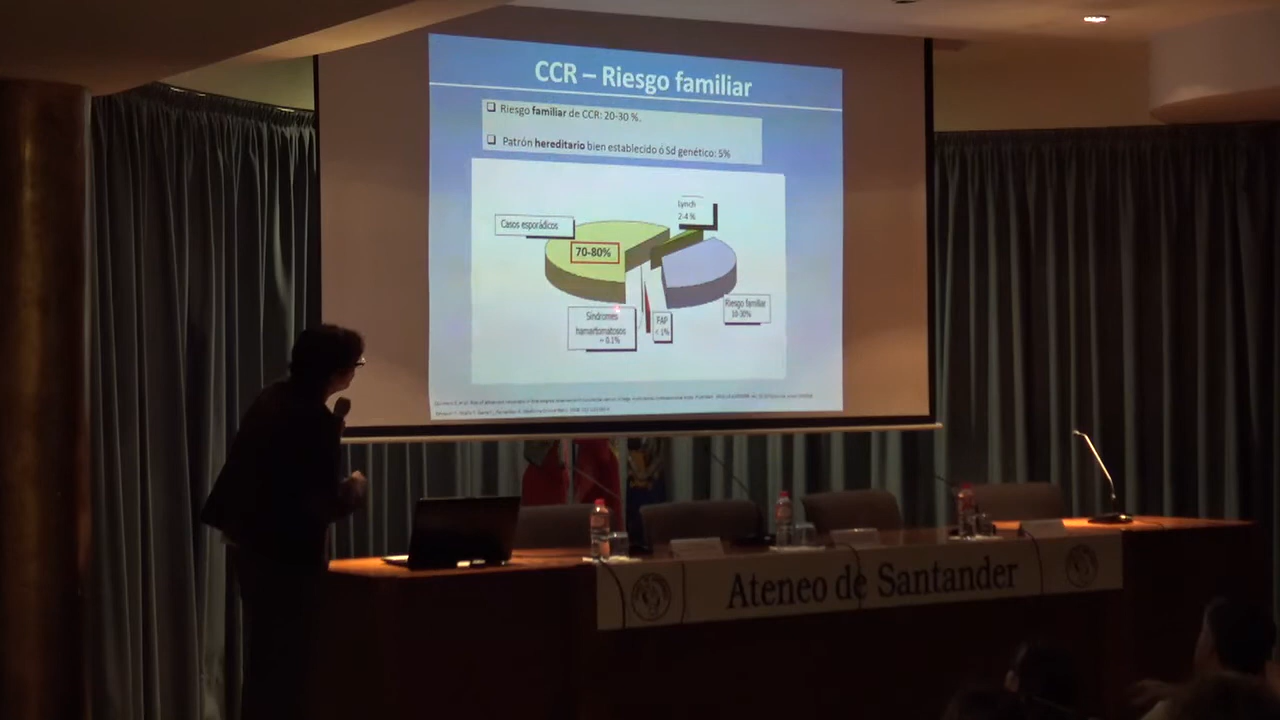 CCR – Riesgo familiar
❑ Riesgo familiar de CCR: 20-30 %.
❑ Patrón hereditario bien establecido ó Sd genético: 5%
Lynch
2-4 %
Casos esporádicos
70-80%
Riesgo familiar
10-30%
Síndromes
hamartomatosos
≈ 0.1%
FAP
< 1%
Ateneo de Santander